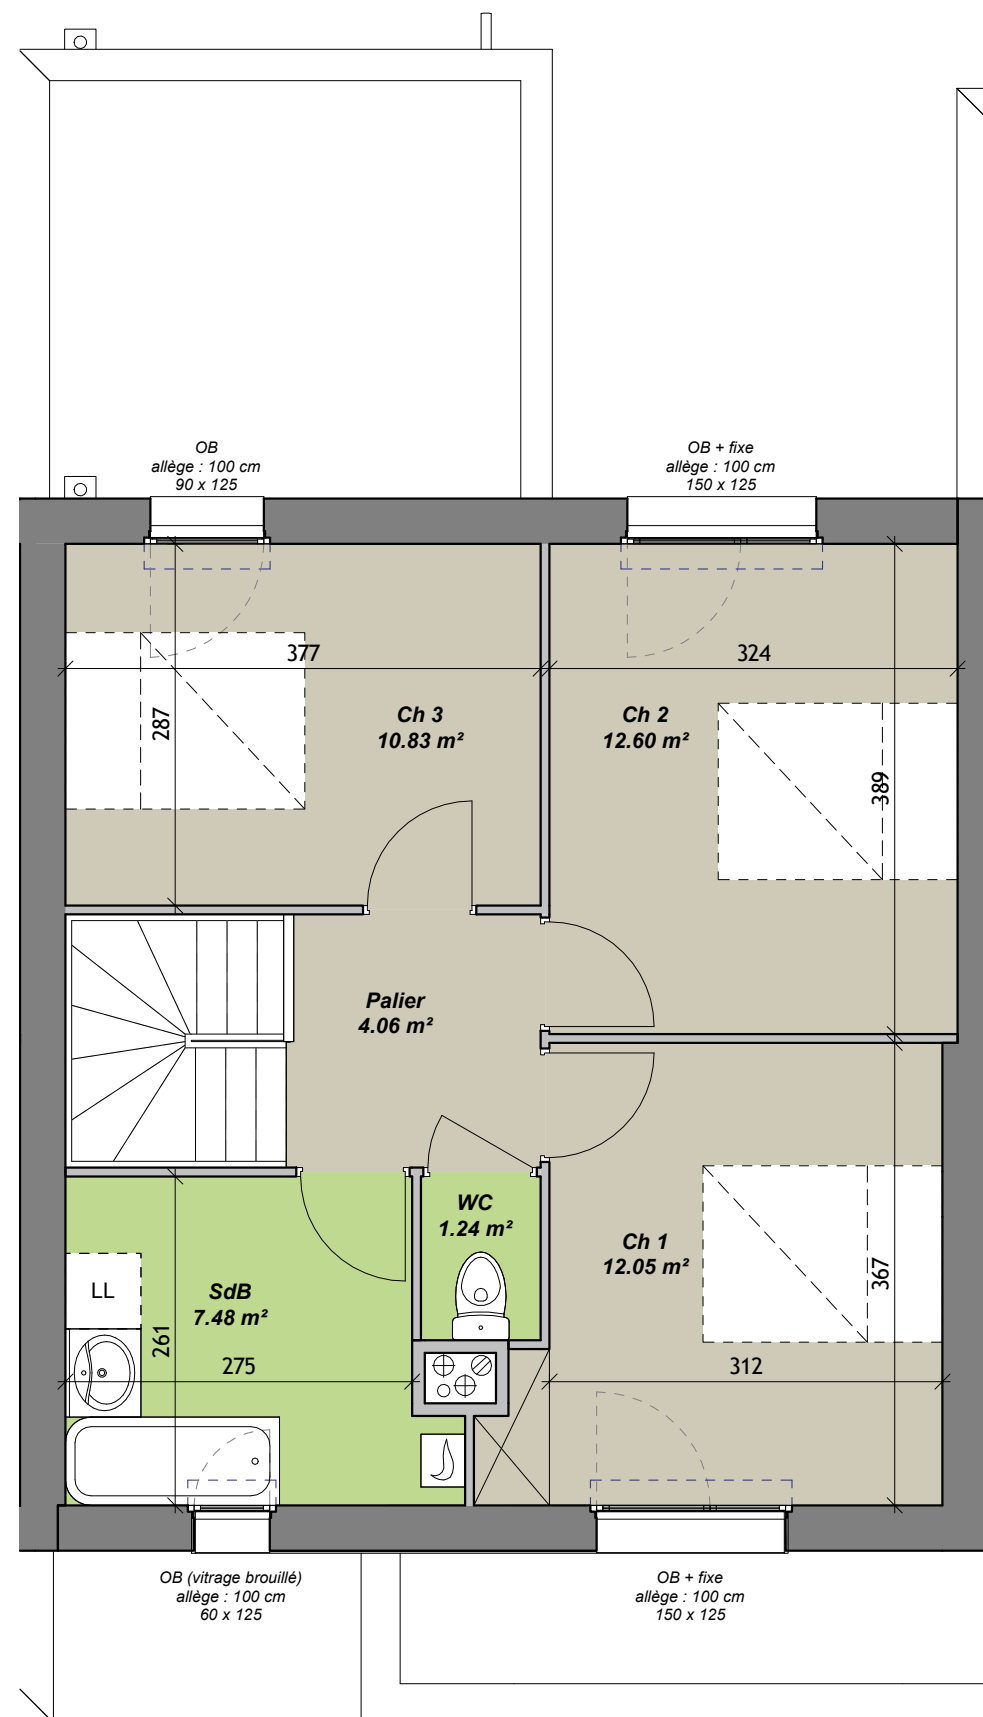 OB
allège : 100 cm
90 x 125
OB + fixe
allège : 100 cm
150 x 125
377
324
287
Ch 3
10.83 m²
Ch 2
12.60 m²
389
Palier
4.06 m²
WC
1.24 m²
Ch 1
12.05 m²
367
LL
SdB
7.48 m²
261
275
312
OB (vitrage brouillé)
allège : 100 cm
60 x 125
OB + fixe
allège : 100 cm
150 x 125